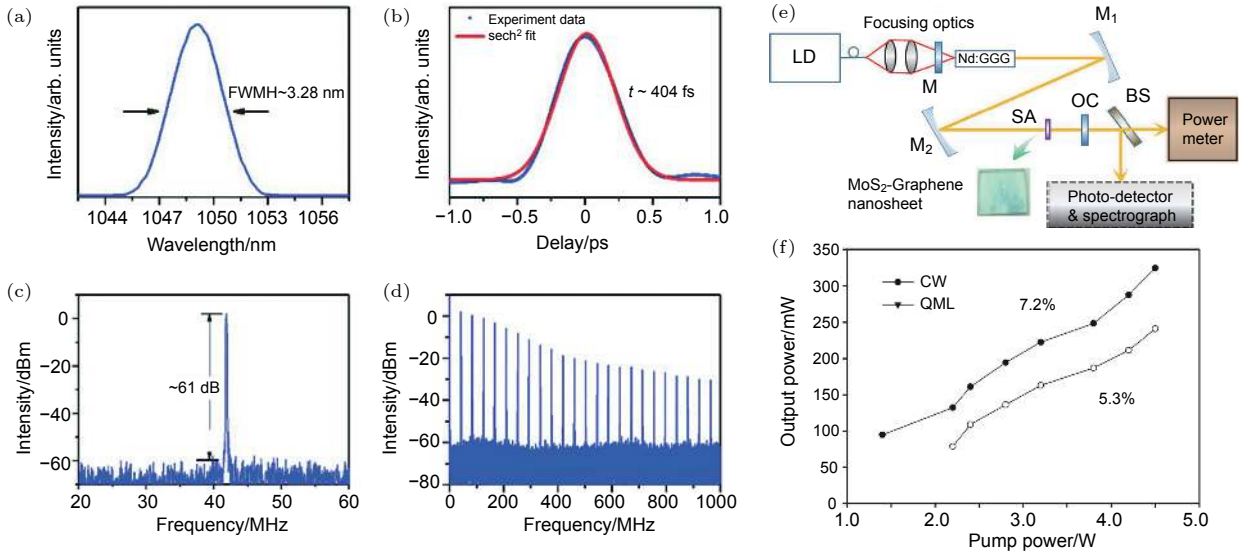 (a)
Intensity/arb. units
FWMH~3.28 nm
1044 1047 1050 1053 1056
Wavelength/nm
(b)
Intensity/arb. units
Experiment data
sech² fit
t ~ 404 fs
−1.0 −0.5 0 0.5 1.0
Delay/ps
(c)
Intensity/dBm
0
−20
−40
−60
~61 dB
20 30 40 50 60
Frequency/MHz
(d)
Intensity/dBm
0
−20
−40
−60
−80
0 200 400 600 800 1000
Frequency/MHz
(e)
LD
Focusing optics
M
Nd:GGG
M₁
M₂
SA
OC
BS
Power
meter
MoS₂-Graphene
nanosheet
Photo-detector
& spectrograph
(f)
Output power/mW
350
300
250
200
150
100
50
0
CW
QML
7.2%
5.3%
1.0 2.0 3.0 4.0 5.0
Pump power/W